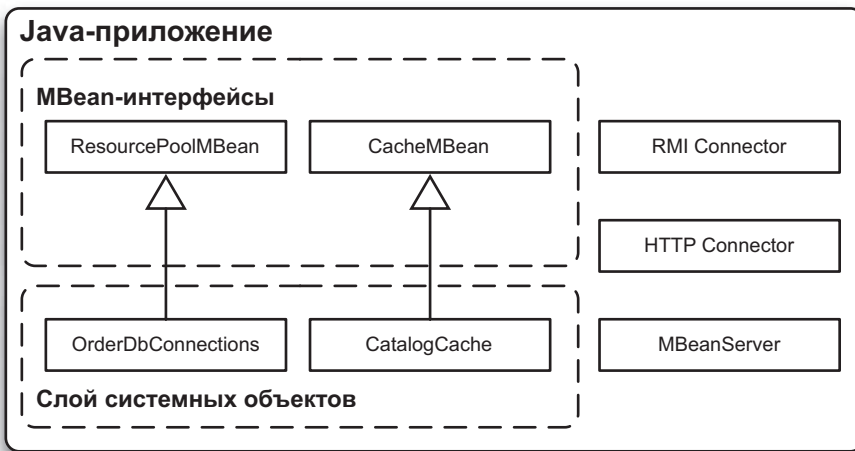 Java-приложение
MBean-интерфейсы
ResourcePoolMBean
CacheMBean
RMI Connector
HTTP Connector
OrderDbConnections
CatalogCache
MBeanServer
Слой системных объектов